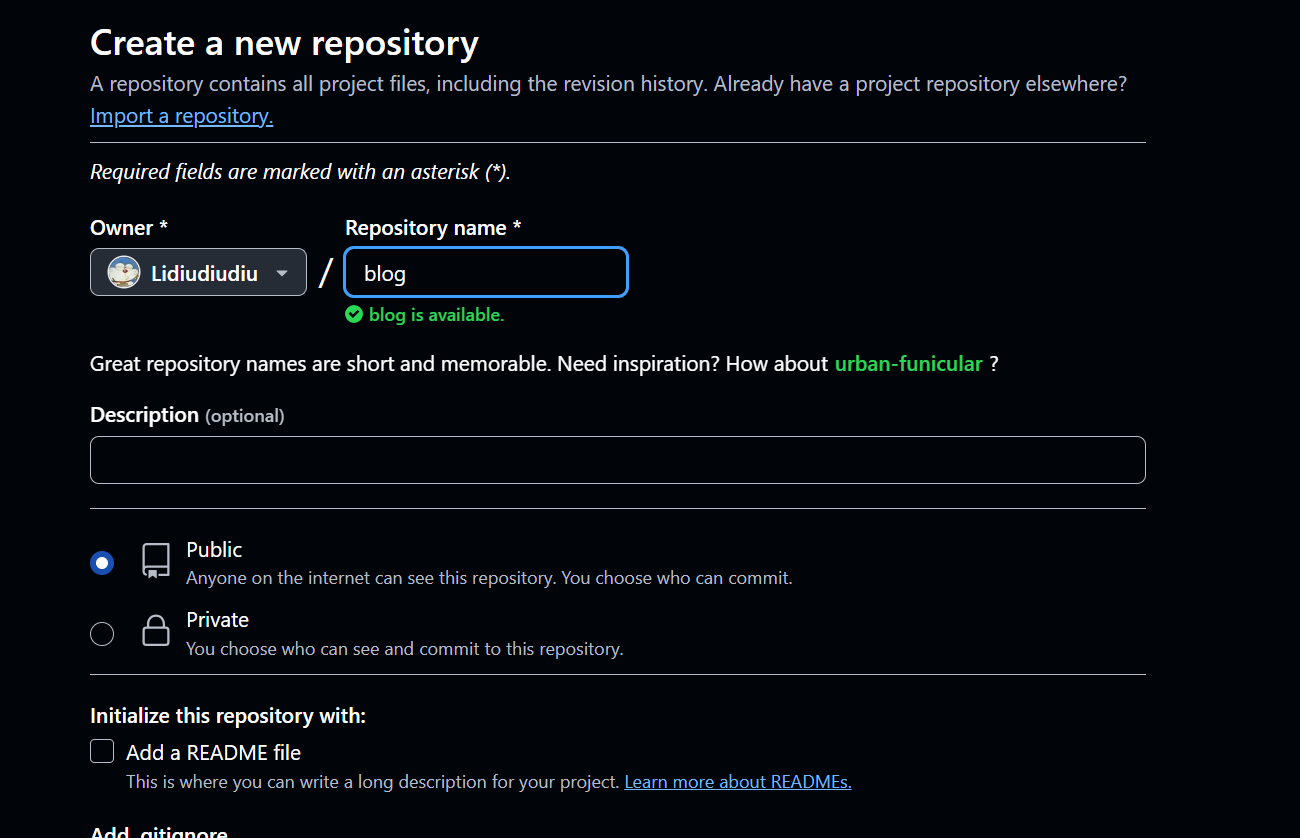 Create a new repository
A repository contains all project files, including the revision history. Already have a project repository elsewhere?
Import a repository.
Required fields are marked with an asterisk (*).
Owner * Repository name *
Lidiudiudiu / blog
blog is available.
Great repository names are short and memorable. Need inspiration? How about urban-funicular ?
Description (optional)
Public
Anyone on the internet can see this repository. You choose who can commit.
Private
You choose who can see and commit to this repository.
Initialize this repository with:
Add a README file
This is where you can write a long description for your project. Learn more about READMEs.
Add .gitignore